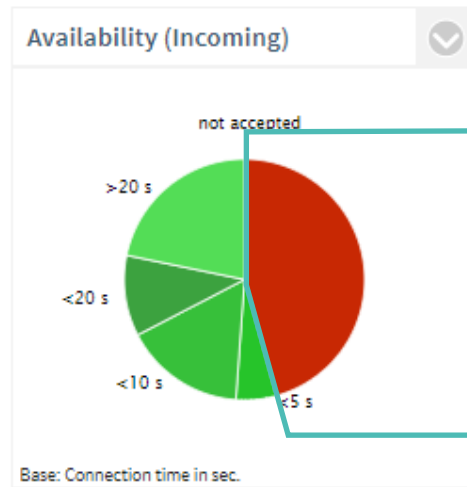 Availability (Incoming)
not accepted
>20 s
<20 s
<10 s
<5 s
Base: Connection time in sec.